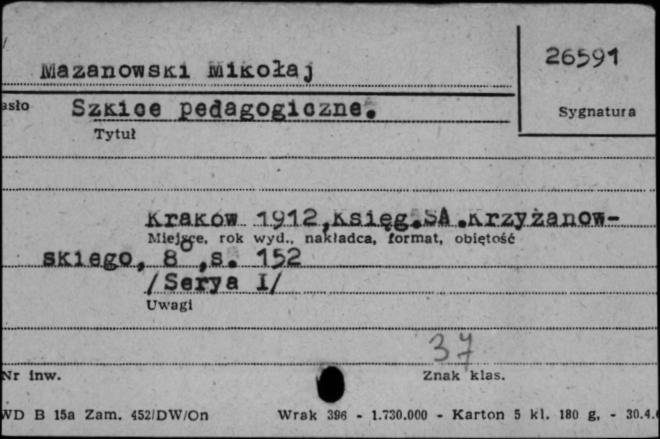 Mazanowski Mikołaj
26591
asło Szkice pedagogiczne.
Sygnatura
Tytuł
Kraków 1912,Księg.SA.Krzyżanow-
Miejsce, rok wyd., nakładca, format, obiętość
skiego, 8°,s. 152
/Serya I/
Uwagi
37
Nr inw.
Znak klas.
WD B 15a Zam. 452/DW/On Wrak 396 - 1.730.000 - Karton 5 kl. 180 g, - 30.4.